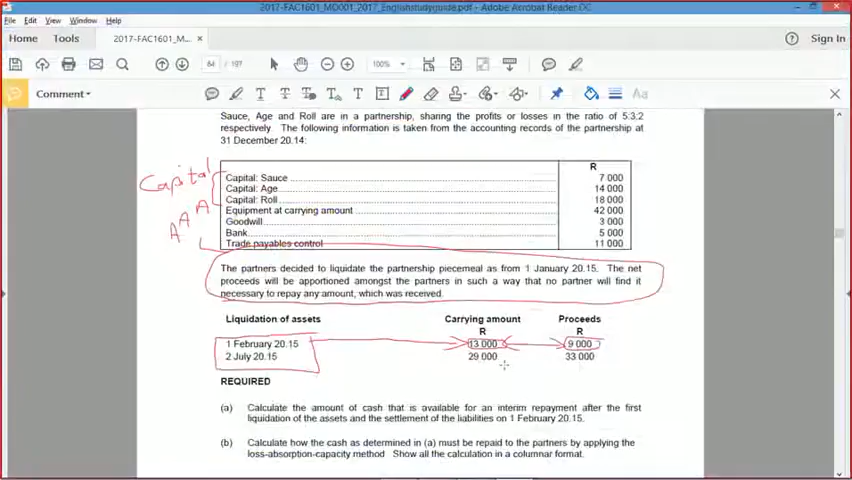 2017-FAC1601_MD001_2017_Englishstudyguide.pdf - Adobe Acrobat Reader DC
File Edit View Window Help
Home Tools 2017-FAC1601_M... × Sign In
84 / 197 100%
Comment
Sauce, Age and Roll are in a partnership, sharing the profits or losses in the ratio of 5:3:2
respectively. The following information is taken from the accounting records of the partnership at
31 December 20.14:
R
Capital: Sauce 7 000
Capital: Age 14 000
Capital: Roll 18 000
Equipment at carrying amount 42 000
Goodwill 3 000
Bank 5 000
Trade payables control 11 000
Capital
A A A
The partners decided to liquidate the partnership piecemeal as from 1 January 20.15. The net
proceeds will be apportioned amongst the partners in such a way that no partner will find it
necessary to repay any amount, which was received.
Liquidation of assets Carrying amount Proceeds
R R
1 February 20.15 13 000 9 000
2 July 20.15 29 000 33 000
REQUIRED
(a) Calculate the amount of cash that is available for an interim repayment after the first
liquidation of the assets and the settlement of the liabilities on 1 February 20.15.
(b) Calculate how the cash as determined in (a) must be repaid to the partners by applying the
loss-absorption-capacity method Show all the calculation in a columnar format.